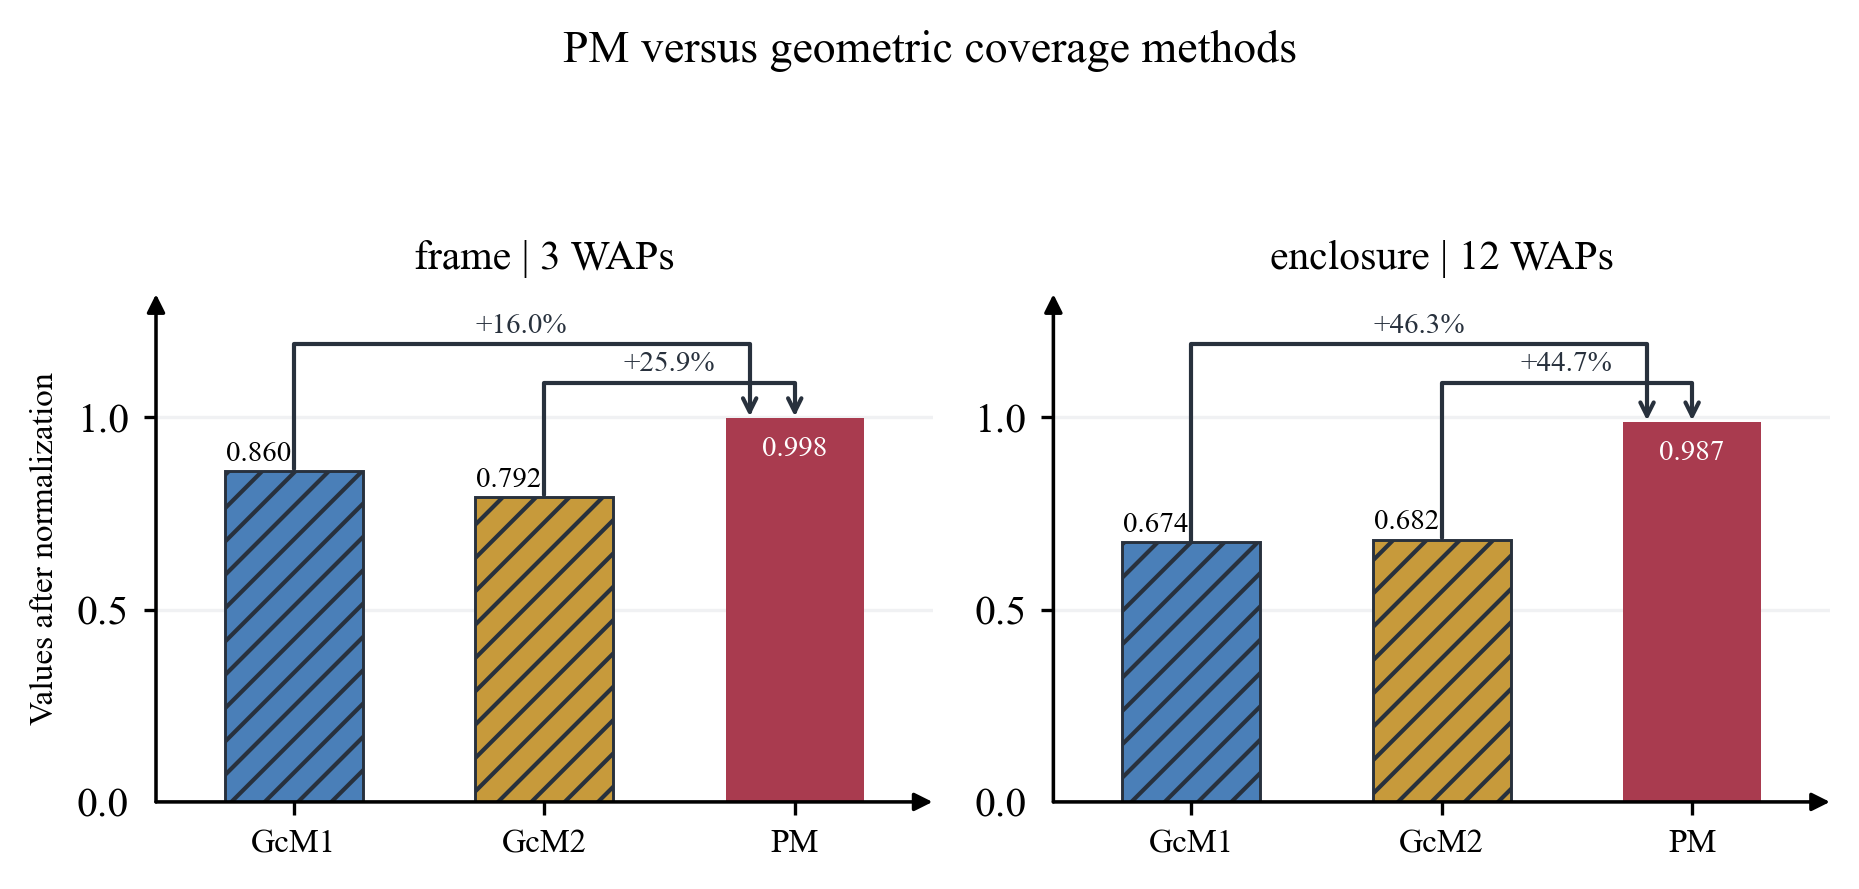 PM versus geometric coverage methods
frame | 3 WAPs
Values after normalization
1.0
0.5
0.0
+16.0%
+25.9%
0.860
0.792
0.998
GcM1
GcM2
PM
enclosure | 12 WAPs
1.0
0.5
0.0
+46.3%
+44.7%
0.674
0.682
0.987
GcM1
GcM2
PM